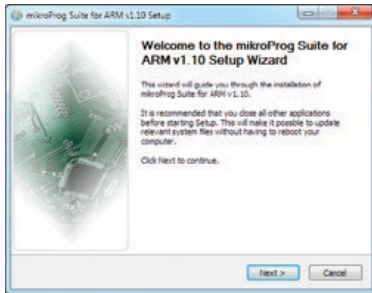 mikroProg Suite for ARM v1.10 Setup
Welcome to the mikroProg Suite for
ARM v1.10 Setup Wizard
This wizard will guide you through the installation of
mikroProg Suite for ARM v1.10.
It is recommended that you close all other applications
before starting Setup. This will make it possible to update
relevant system files without having to reboot your
computer.
Click Next to continue.
Next >
Cancel